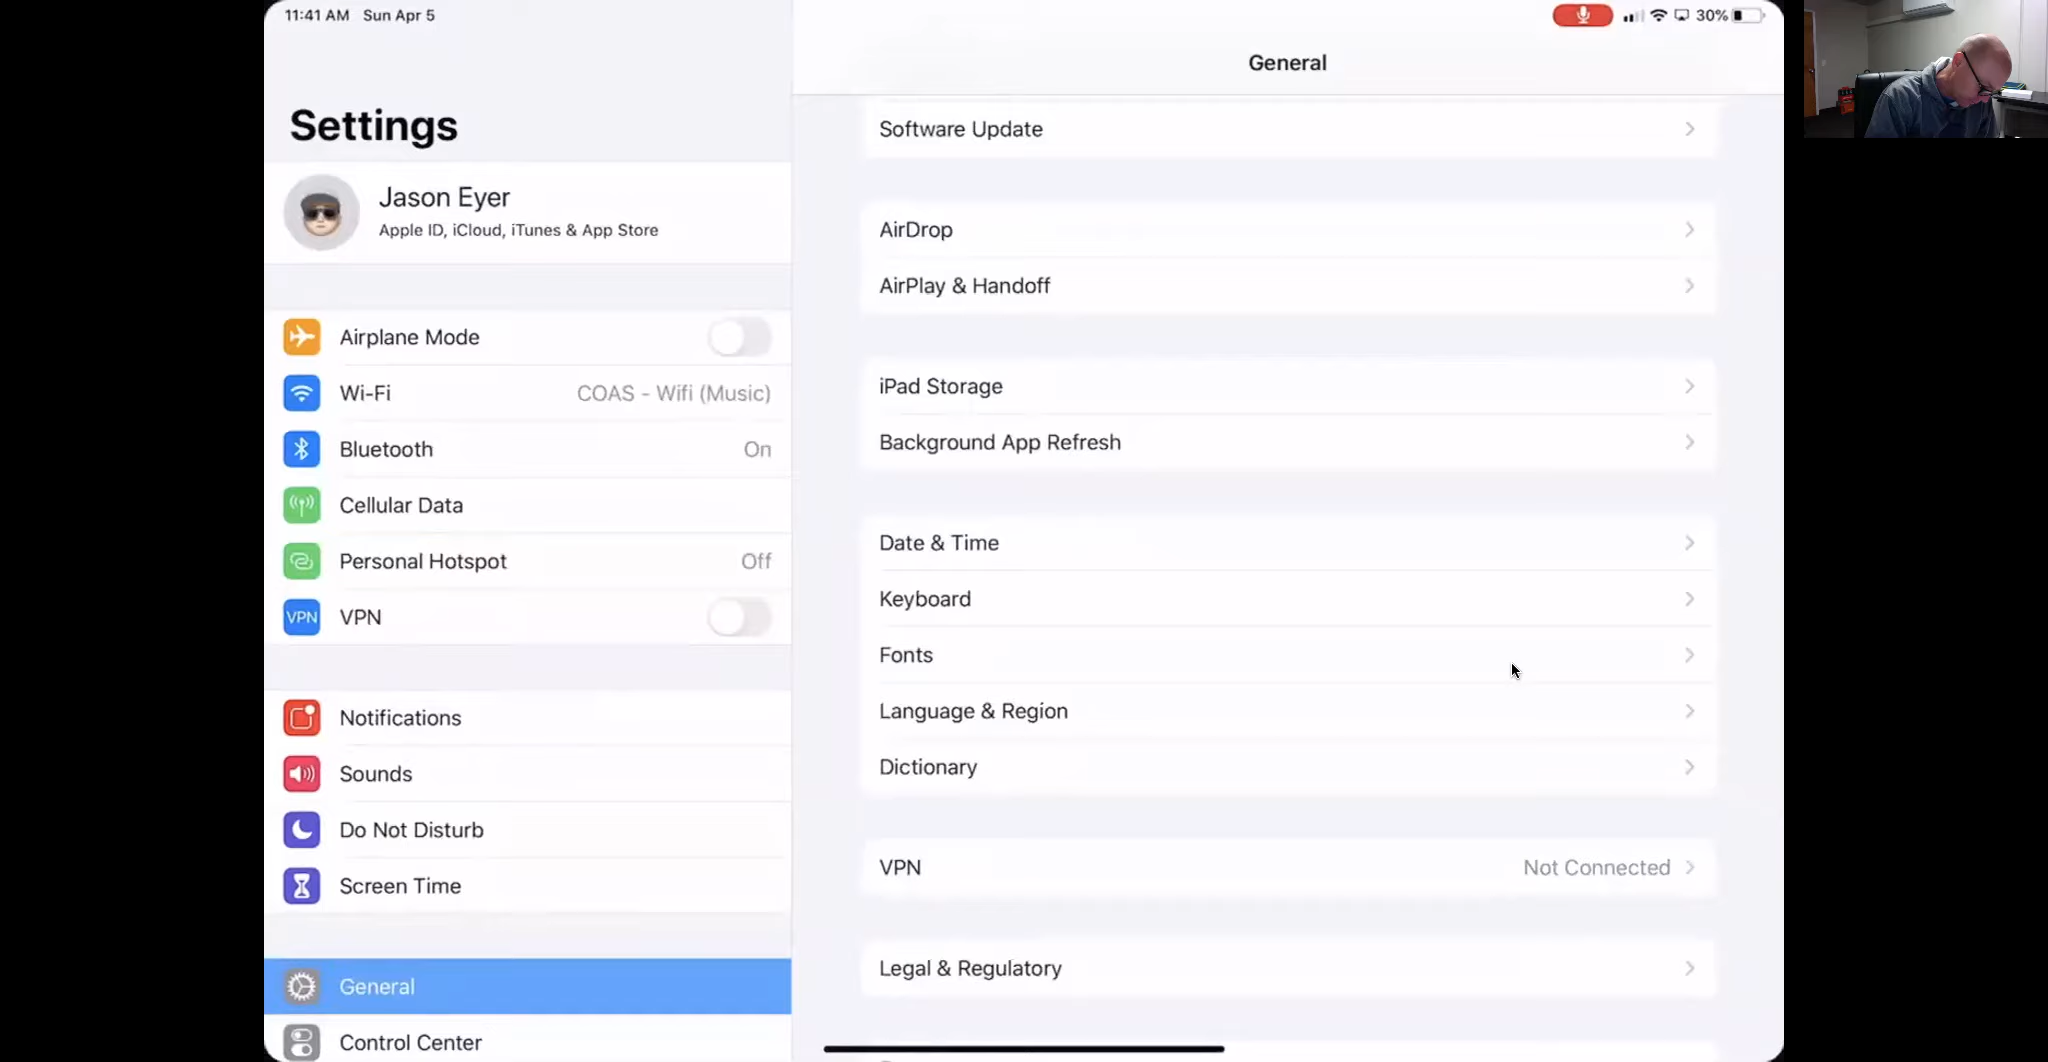 11:41 AM Sun Apr 5
30%
Settings
Jason Eyer
Apple ID, iCloud, iTunes & App Store
Airplane Mode
Wi-Fi COAS - Wifi (Music)
Bluetooth On
Cellular Data
Personal Hotspot Off
VPN VPN
Notifications
Sounds
Do Not Disturb
Screen Time
General
Control Center
General
Software Update
AirDrop
AirPlay & Handoff
iPad Storage
Background App Refresh
Date & Time
Keyboard
Fonts
Language & Region
Dictionary
VPN Not Connected
Legal & Regulatory